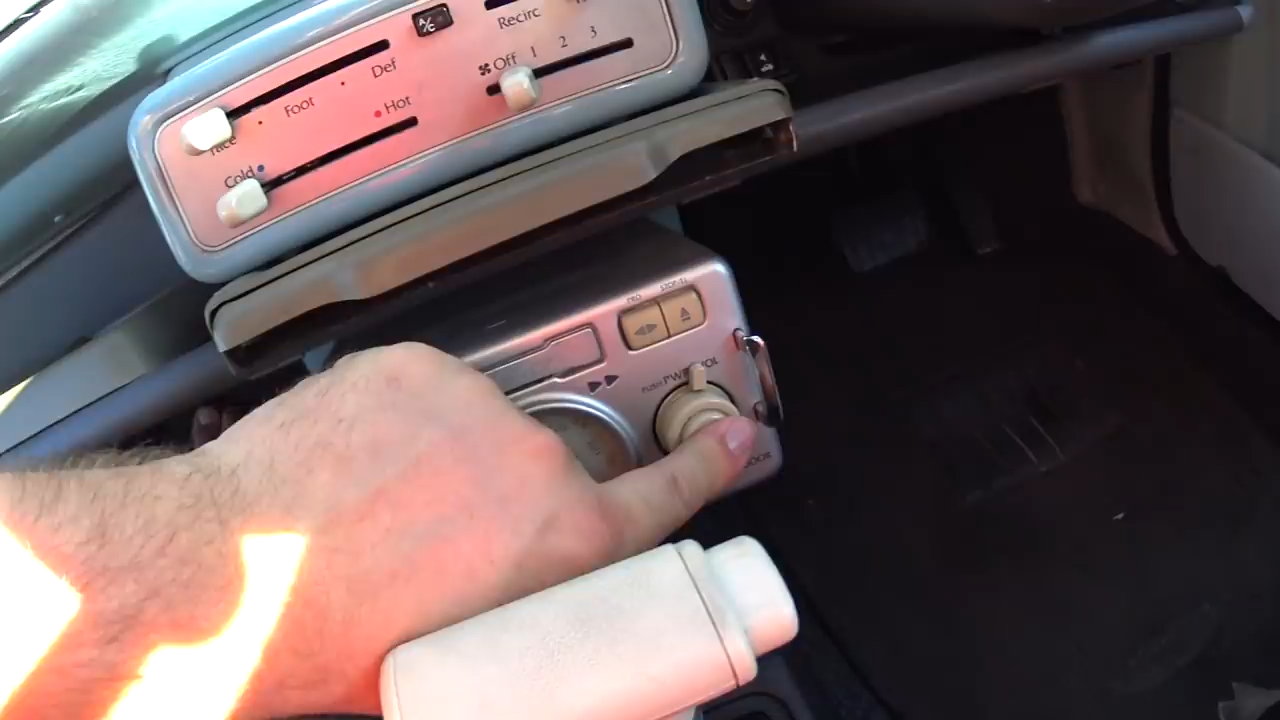 A/C
Recirc
Def
Foot
Face
Hot
Cold
Off 1 2 3
PRO
PUSH PWR VOL